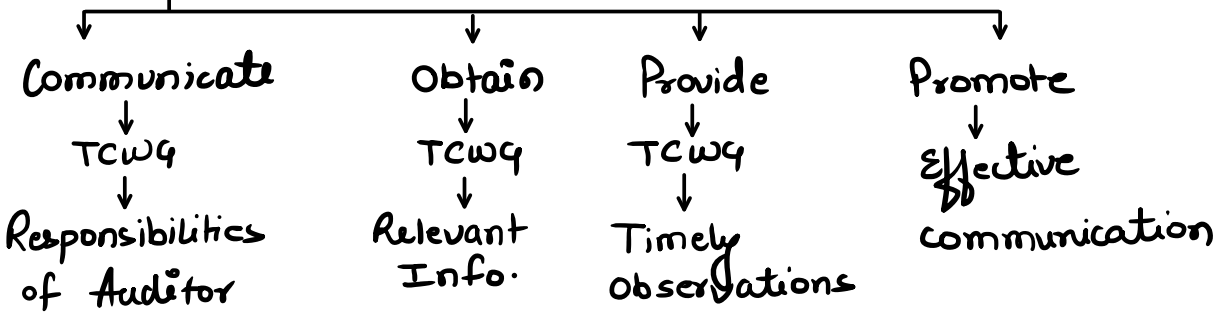 Communicate
TCWG
Responsibilities
of Auditor
Obtain
TCWG
Relevant
Info.
Provide
TCWG
Timely
Observations
Promote
Effective
communication